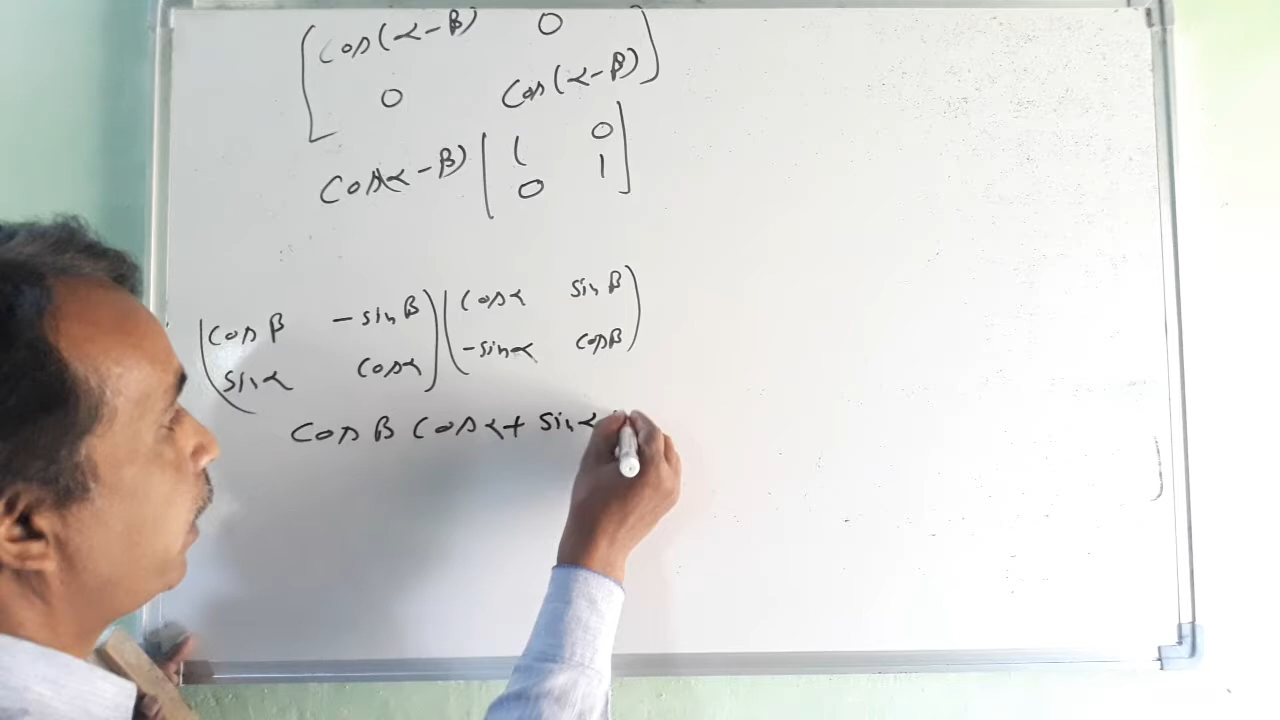 cos(α-β) 0
0 cos(α-β)
cosα-β) 1 0
0 1
cosβ -sinβ cosα sinβ
sinα cosα -sinα cosβ
cosβ cosα + sinα